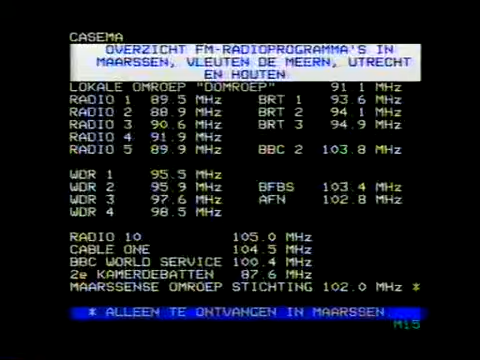 CASEMA
OVERZICHT FM-RADIOPROGRAMMA'S IN
MAARSSEN, VLEUTEN DE MEERN, UTRECHT
EN HOUTEN
LOKALE OMROEP "DOMROEP" 91.1 MHz
RADIO 1 89.5 MHz BRT 1 93.6 MHz
RADIO 2 88.9 MHz BRT 2 94.1 MHz
RADIO 3 90.6 MHz BRT 3 94.9 MHz
RADIO 4 91.9 MHz
RADIO 5 89.9 MHz BBC 2 103.8 MHz
WDR 1 95.5 MHz
WDR 2 95.9 MHz BFBS 103.4 MHz
WDR 3 97.6 MHz AFN 102.8 MHz
WDR 4 98.5 MHz
RADIO 10 105.0 MHz
CABLE ONE 104.5 MHz
BBC WORLD SERVICE 100.4 MHz
2e KAMERDEBATTEN 87.6 MHz
MAARSSENSE OMROEP STICHTING 102.0 MHz *
* ALLEEN TE ONTVANGEN IN MAARSSEN
M15